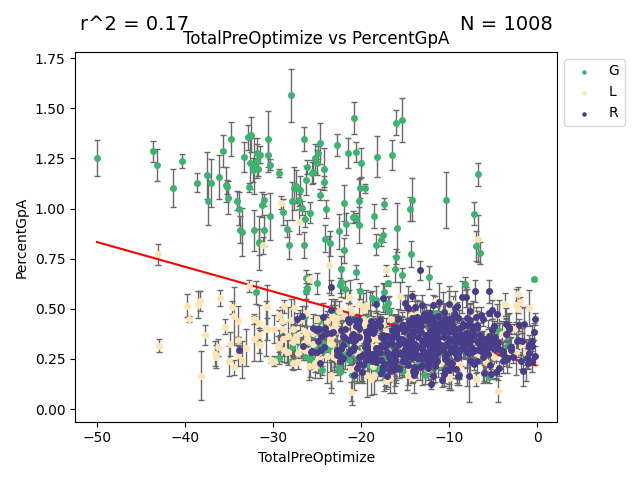 r^2 = 0.17 N = 1008
TotalPreOptimize vs PercentGpA
G
L
R
1.75
1.50
1.25
1.00
0.75
0.50
0.25
0.00
PercentGpA
−50 −40 −30 −20 −10 0
TotalPreOptimize